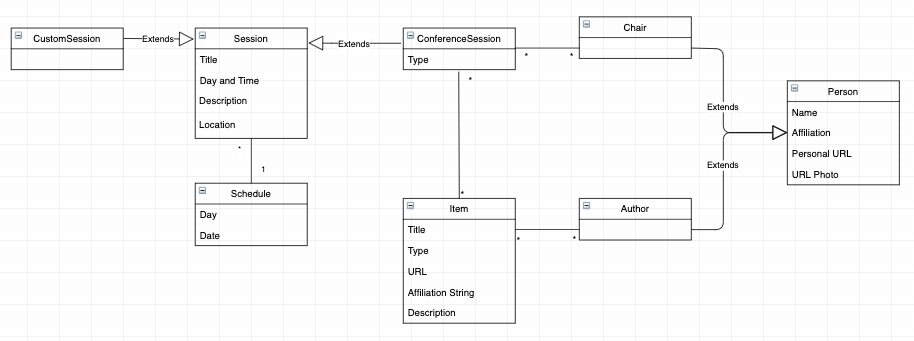 CustomSession
Extends
Session
Title
Day and Time
Description
Location
*
1
Schedule
Day
Date
Extends
ConferenceSession
Type
*
*
Chair
*
*
Item
Title
Type
URL
Affiliation String
Description
*
*
Author
Extends
Extends
Person
Name
Affiliation
Personal URL
URL Photo